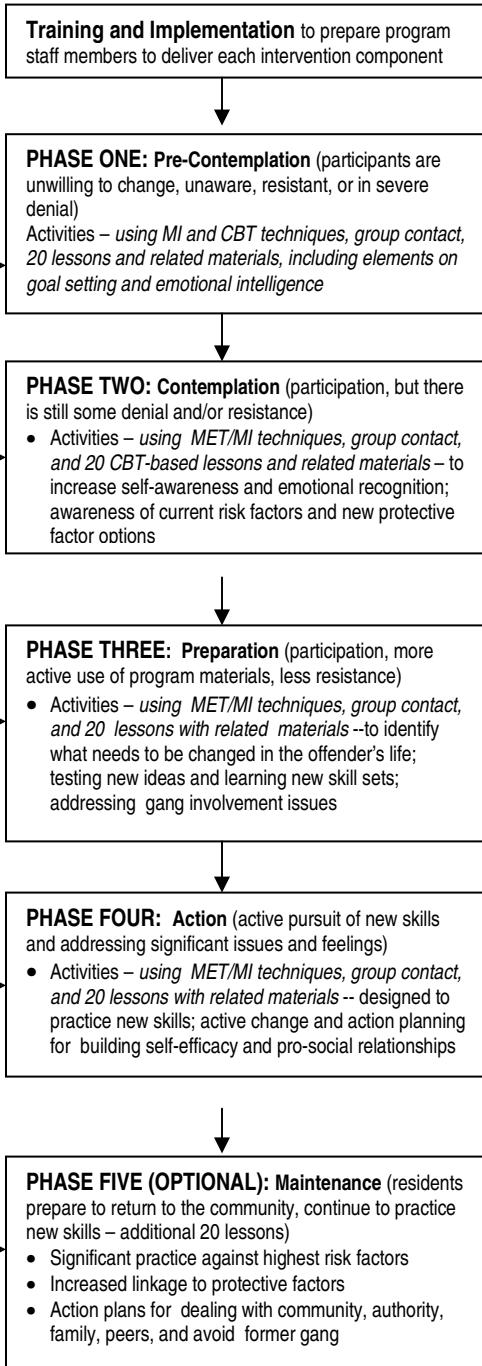 Training and Implementation to prepare program
staff members to deliver each intervention component
PHASE ONE: Pre-Contemplation (participants are
unwilling to change, unaware, resistant, or in severe
denial)
Activities – using MI and CBT techniques, group contact,
20 lessons and related materials, including elements on
goal setting and emotional intelligence
PHASE TWO: Contemplation (participation, but there
is still some denial and/or resistance)
• Activities – using MET/MI techniques, group contact,
and 20 CBT-based lessons and related materials – to
increase self-awareness and emotional recognition;
awareness of current risk factors and new protective
factor options
PHASE THREE: Preparation (participation, more
active use of program materials, less resistance)
• Activities – using MET/MI techniques, group contact,
and 20 lessons with related materials --to identify
what needs to be changed in the offender's life;
testing new ideas and learning new skill sets;
addressing gang involvement issues
PHASE FOUR: Action (active pursuit of new skills
and addressing significant issues and feelings)
• Activities – using MET/MI techniques, group contact,
and 20 lessons with related materials -- designed to
practice new skills; active change and action planning
for building self-efficacy and pro-social relationships
PHASE FIVE (OPTIONAL): Maintenance (residents
prepare to return to the community, continue to practice
new skills – additional 20 lessons)
• Significant practice against highest risk factors
• Increased linkage to protective factors
• Action plans for dealing with community, authority,
family, peers, and avoid former gang